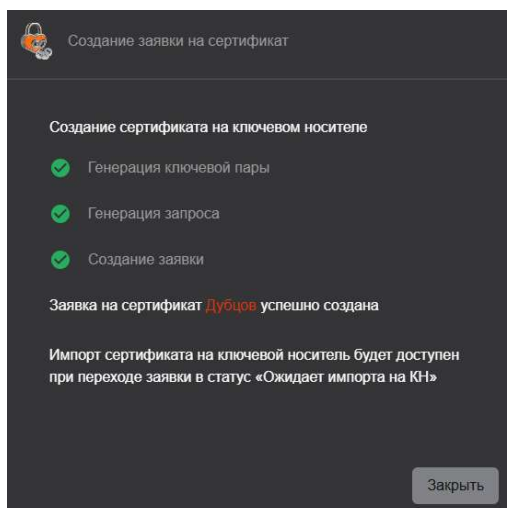 Создание заявки на сертификат
Создание сертификата на ключевом носителе
Генерация ключевой пары
Генерация запроса
Создание заявки
Заявка на сертификат Дубцов успешно создана
Импорт сертификата на ключевой носитель будет доступен
при переходе заявки в статус «Ожидает импорта на КН»
Закрыть